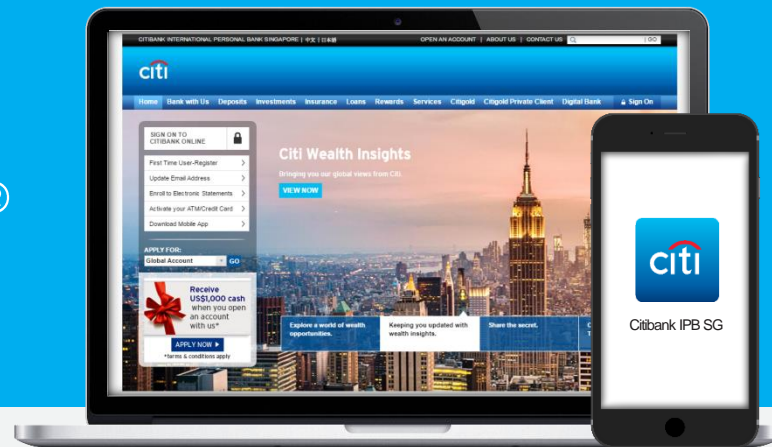 ®
CITIBANK INTERNATIONAL PERSONAL BANK SINGAPORE | 中文 | 日本語
OPEN AN ACCOUNT | ABOUT US | CONTACT US
GO
citi
Home Bank with Us Deposits Investments Insurance Loans Rewards Services Citigold Citigold Private Client Digital Bank Sign On
SIGN ON TO
CITIBANK ONLINE
First Time User-Register
Update Email Address
Enroll to Electronic Statements
Activate your ATM/Credit Card
Download Mobile App
APPLY FOR:
Global Account GO
Receive
US$1,000 cash
when you open
an account
with us*
APPLY NOW
*terms & conditions apply
Citi Wealth Insights
Bringing you our global views from Citi.
VIEW NOW
Explore a world of wealth
opportunities.
Keeping you updated with
wealth insights.
Share the secret.
citi
Citibank IPB SG